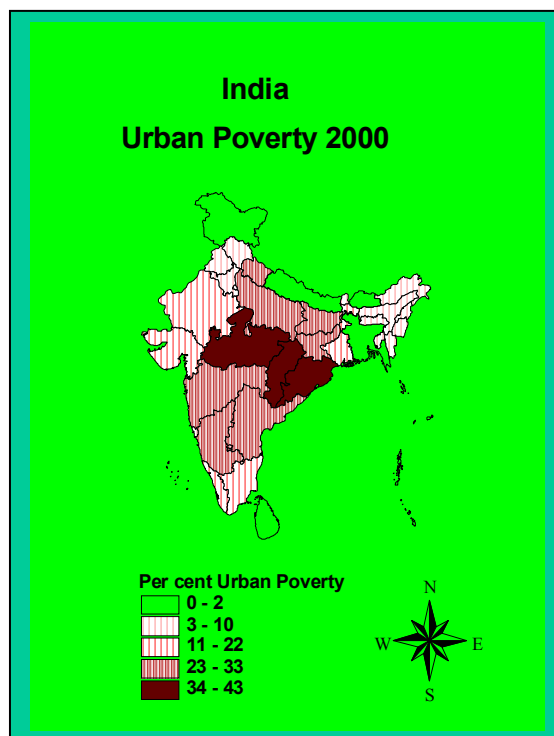 India
Urban Poverty 2000
Per cent Urban Poverty
0 - 2
3 - 10
11 - 22
23 - 33
34 - 43
N
W E
S